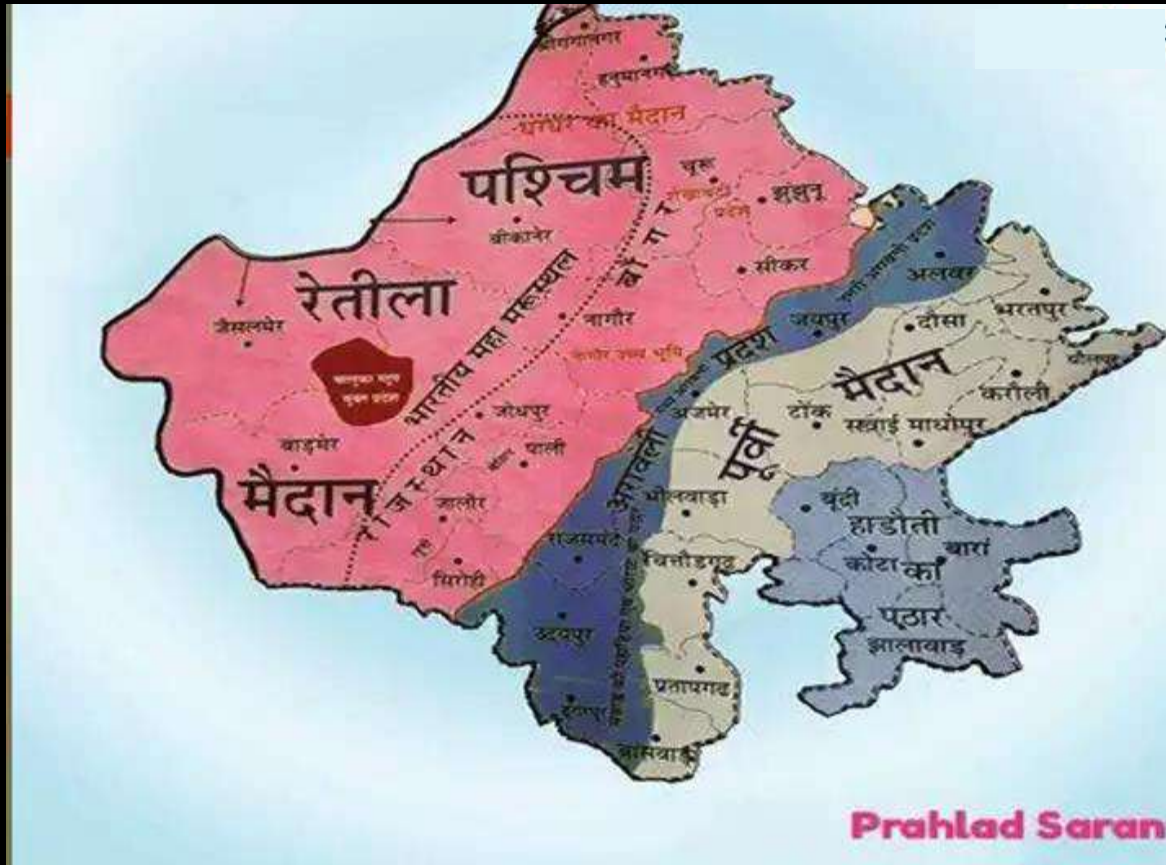 श्रीगंगानगर
हनुमानगढ़
घग्घर का मैदान
पश्चिम
चूरू
शेखावाटी
प्रदेश
झुंझुनू
बीकानेर
बाँगर
सीकर
अलवर
रेतीला
जैसलमेर
नागौर
जयपुर
दौसा
भरतपुर
धौलपुर
भारतीय महा मरूस्थल
प्रदेश
मैदान
करौली
जोधपुर
अजमेर
टोंक
सवाई माधोपुर
बाड़मेर
पाली
अरावली
पूर्वी
मैदान
राजस्थान
जालौर
भीलवाड़ा
बूंदी
हाडौती
राजसमंद
चित्तौड़गढ़
कोटा
का
बारां
सिरोही
उदयपुर
पठार
झालावाड़
प्रतापगढ
डूंगरपुर
बांसवाड़ा
Prahlad Saran